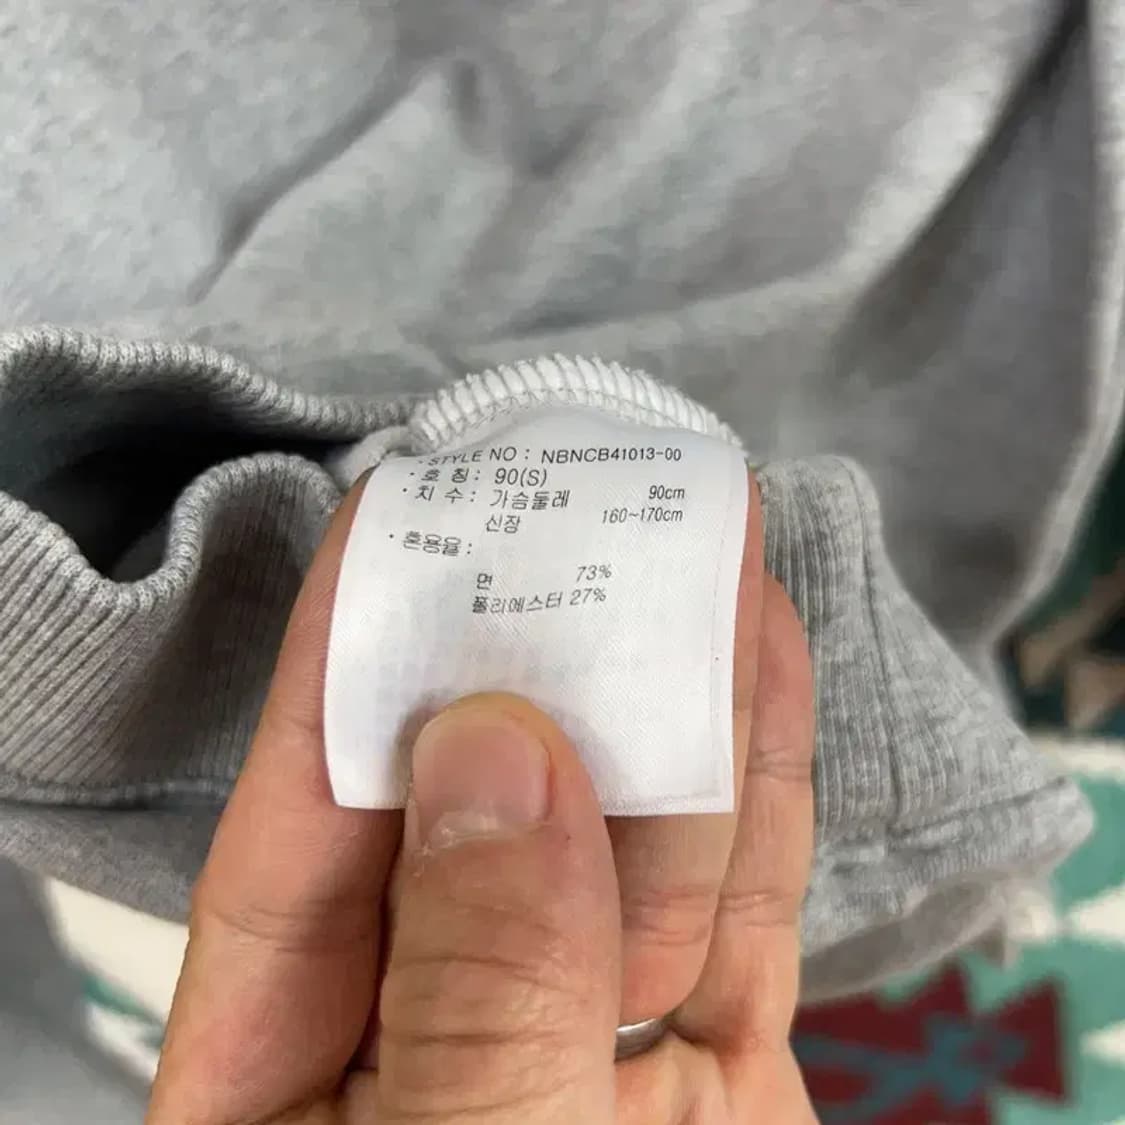 · STYLE NO : NBNCB41013-00
· 호 칭 : 90(S)
· 치 수 : 가슴둘레 90cm
신장 160~170cm
· 혼용율 :
면 73%
폴리에스터 27%